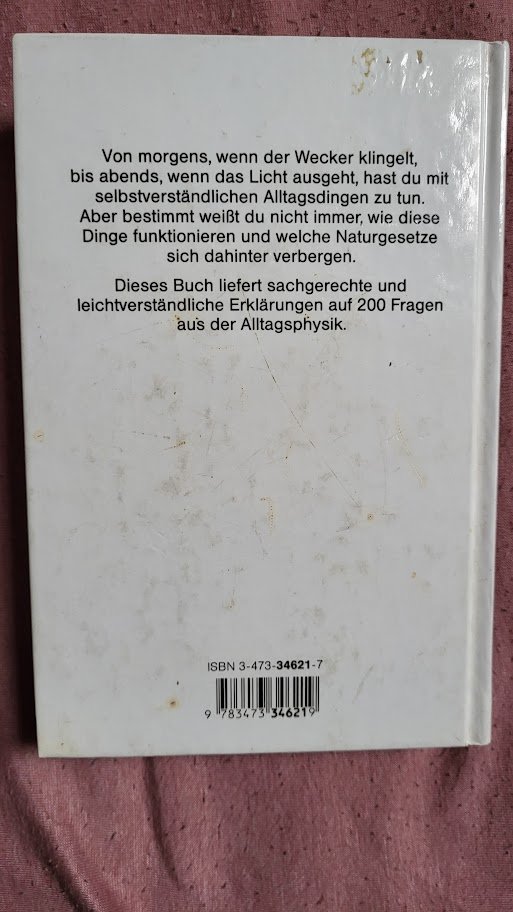 Von morgens, wenn der Wecker klingelt,
bis abends, wenn das Licht ausgeht, hast du mit
selbstverständlichen Alltagsdingen zu tun.
Aber bestimmt weißt du nicht immer, wie diese
Dinge funktionieren und welche Naturgesetze
sich dahinter verbergen.
Dieses Buch liefert sachgerechte und
leichtverständliche Erklärungen auf 200 Fragen
aus der Alltagsphysik.
ISBN 3-473-34621-7
9 783473 346219